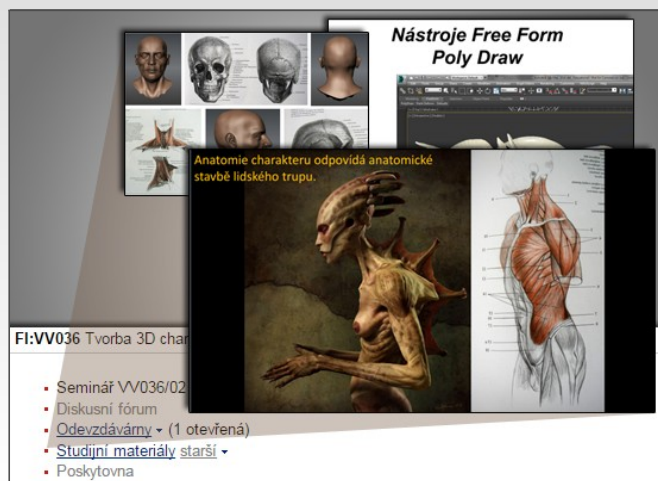 Nástroje Free Form
Poly Draw
Anatomie charakteru odpovídá anatomické
stavbě lidského trupu.
FI:VV036 Tvorba 3D char
Seminář VV036/02
Diskusní fórum
Odevzdávárny (1 otevřená)
Studijní materiály starší
Poskytovna